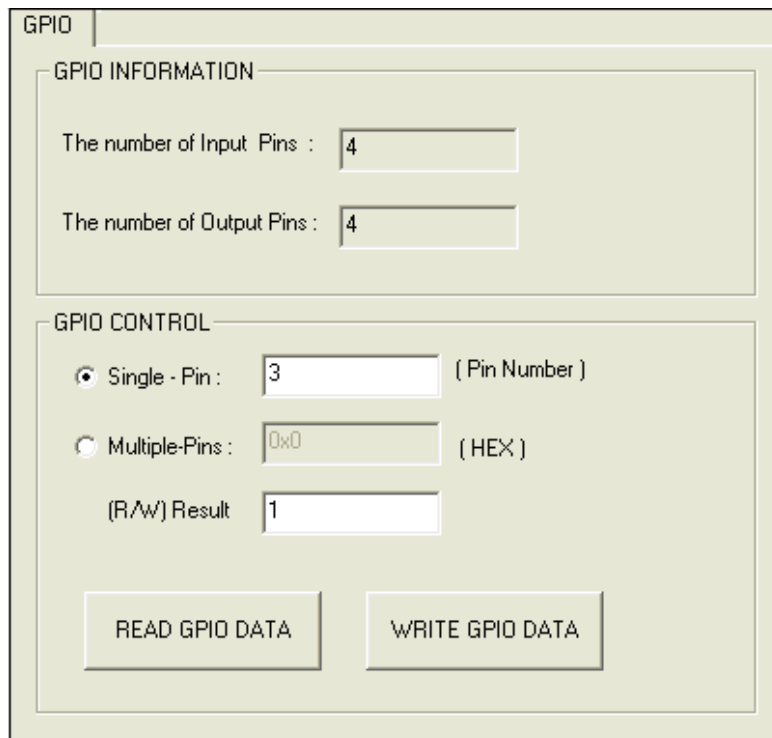 GPIO
GPIO INFORMATION
The number of Input Pins : 4
The number of Output Pins : 4
GPIO CONTROL
Single - Pin : 3 ( Pin Number )
Multiple-Pins : 0x0 ( HEX )
(R/W) Result 1
READ GPIO DATA WRITE GPIO DATA